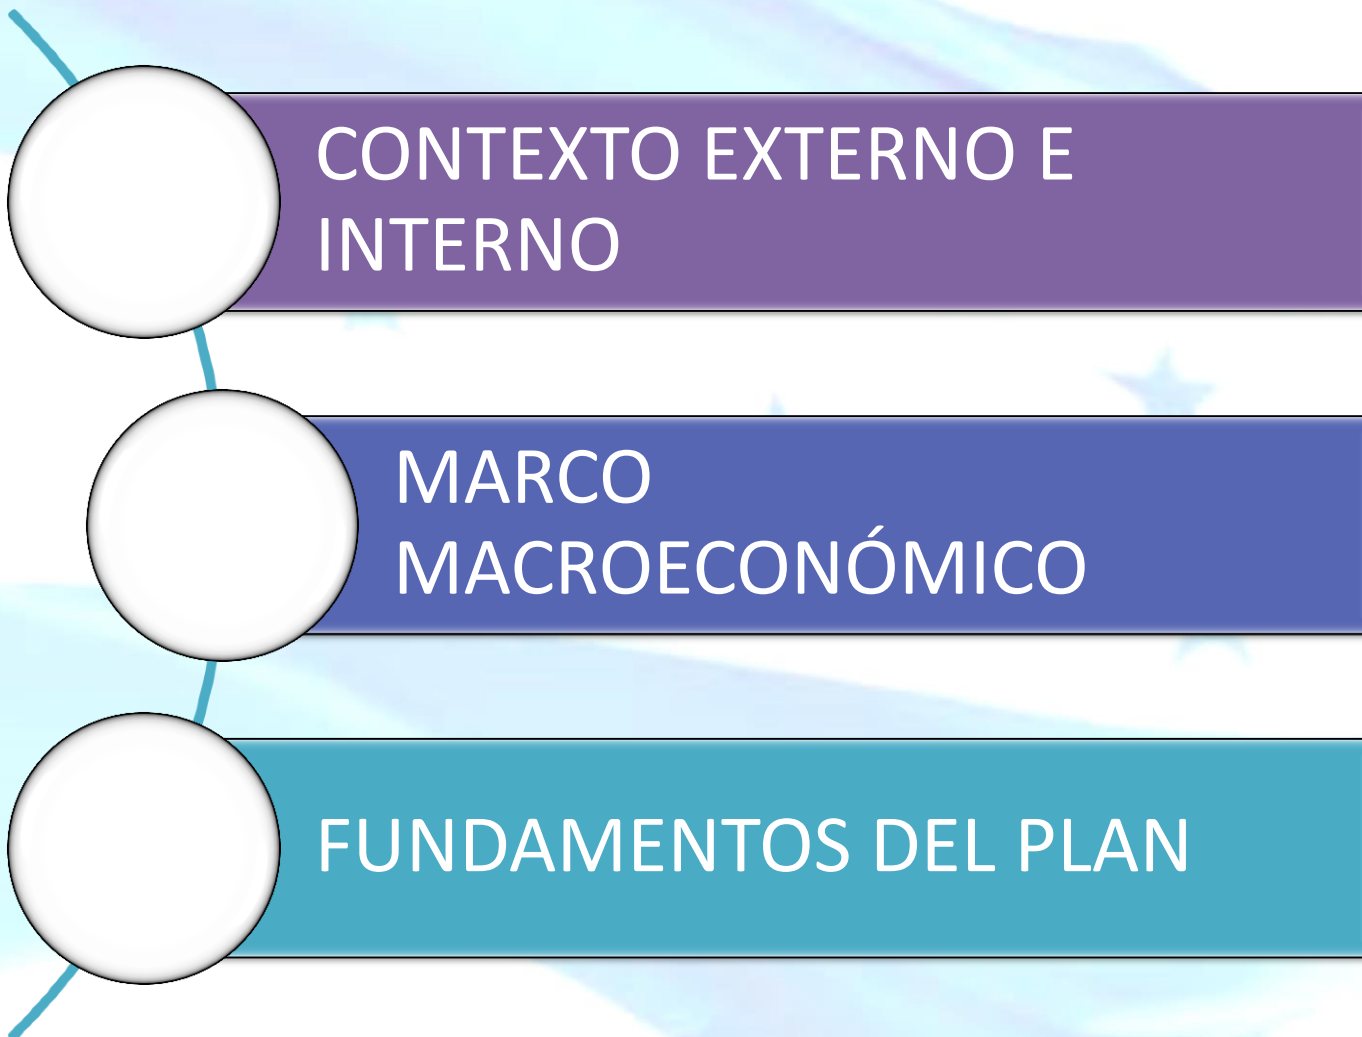 CONTEXTO EXTERNO E
INTERNO
MARCO
MACROECONÓMICO
FUNDAMENTOS DEL PLAN